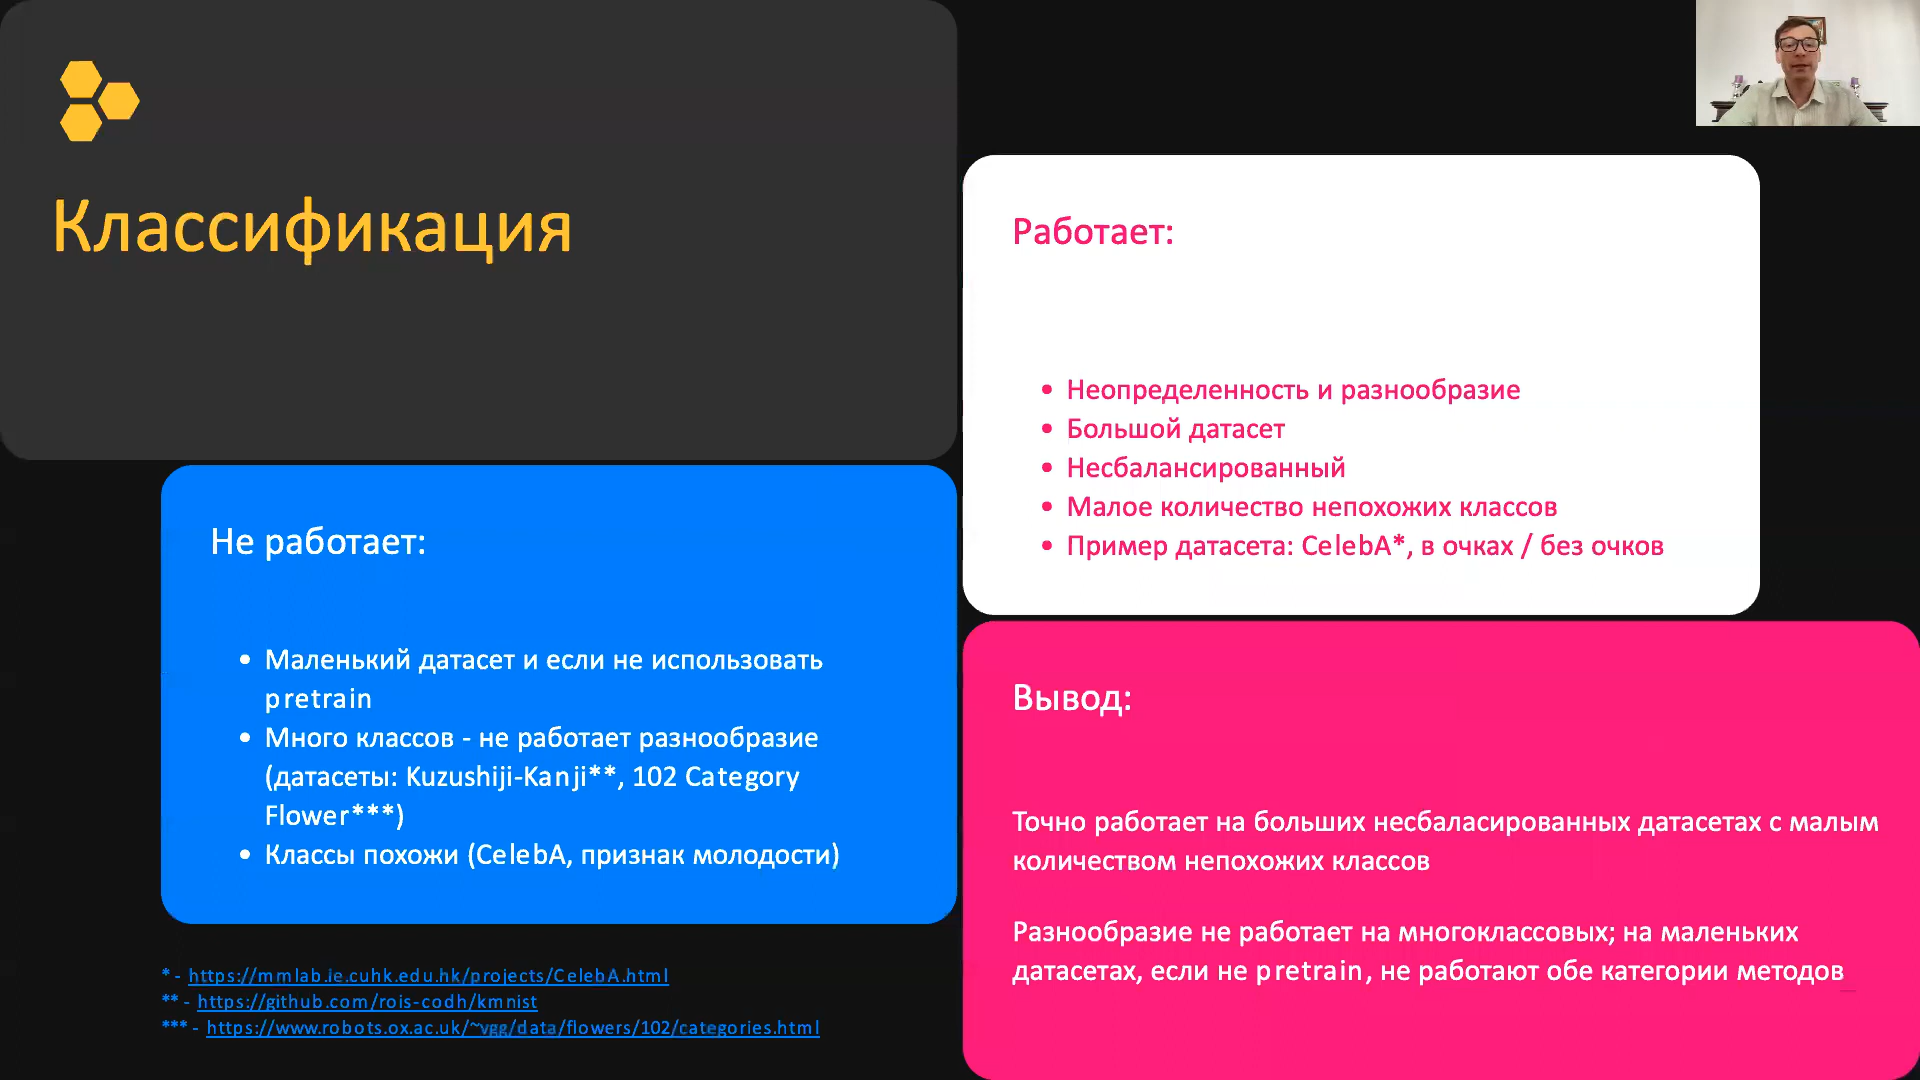 Классификация
Работает:
• Неопределенность и разнообразие
• Большой датасет
• Несбалансированный
• Малое количество непохожих классов
• Пример датасета: CelebA*, в очках / без очков
Не работает:
• Маленький датасет и если не использовать
pretrain
• Много классов - не работает разнообразие
(датасеты: Kuzushiji-Kanji**, 102 Category
Flower***)
• Классы похожи (CelebA, признак молодости)
Вывод:
Точно работает на больших несбаласированных датасетах с малым
количеством непохожих классов
Разнообразие не работает на многоклассовых; на маленьких
датасетах, если не pretrain, не работают обе категории методов
* - https://mmlab.ie.cuhk.edu.hk/projects/CelebA.html
** - https://github.com/rois-codh/kmnist
*** - https://www.robots.ox.ac.uk/~vgg/data/flowers/102/categories.html